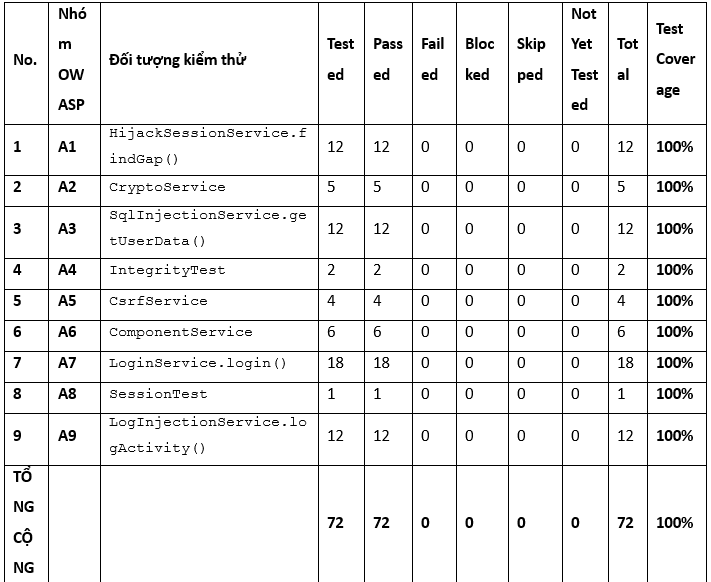 No. Nhóm OWASP Đối tượng kiểm thử Tested Passed Failed Blocked Skipped Not Yet Tested Total Test Coverage
1 A1 HijackSessionService.findGap() 12 12 0 0 0 0 12 100%
2 A2 CryptoService 5 5 0 0 0 0 5 100%
3 A3 SqlInjectionService.getUserData() 12 12 0 0 0 0 12 100%
4 A4 IntegrityTest 2 2 0 0 0 0 2 100%
5 A5 CsrfService 4 4 0 0 0 0 4 100%
6 A6 ComponentService 6 6 0 0 0 0 6 100%
7 A7 LoginService.login() 18 18 0 0 0 0 18 100%
8 A8 SessionTest 1 1 0 0 0 0 1 100%
9 A9 LogInjectionService.logActivity() 12 12 0 0 0 0 12 100%
TỔNG CỘNG 72 72 0 0 0 0 72 100%